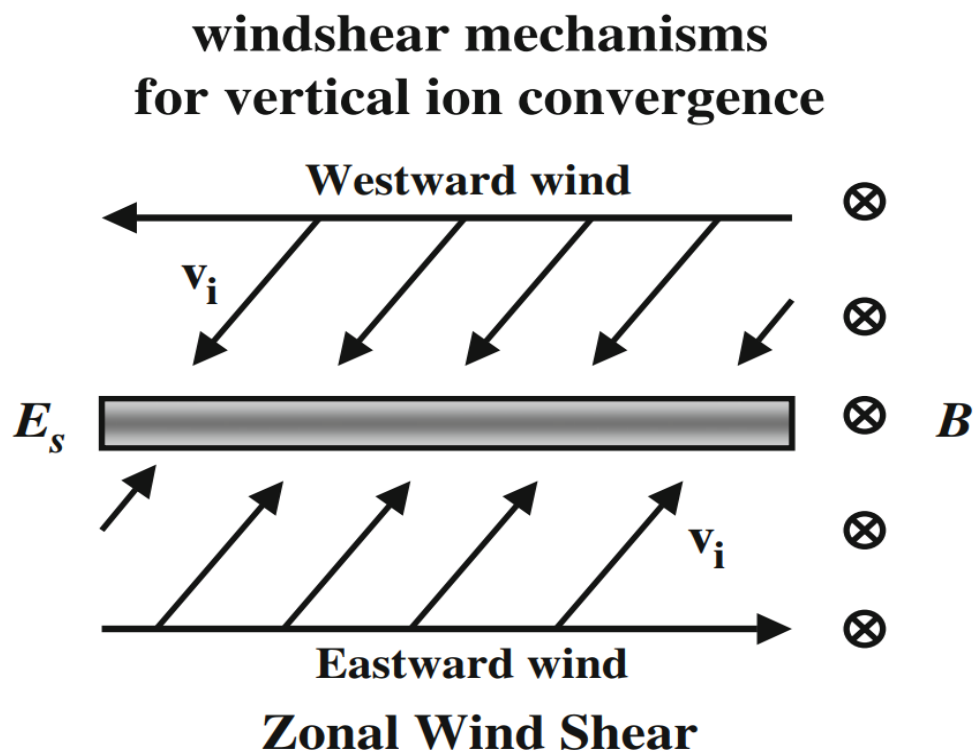 windshear mechanisms
for vertical ion convergence
Westward wind
vi
Es
B
vi
Eastward wind
Zonal Wind Shear